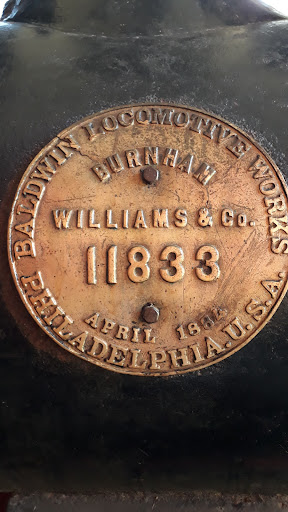 BALDWIN LOCOMOTIVE WORKS
BURNHAM
WILLIAMS & Co.
11833
APRIL
PHILADELPHIA. U.S.A.